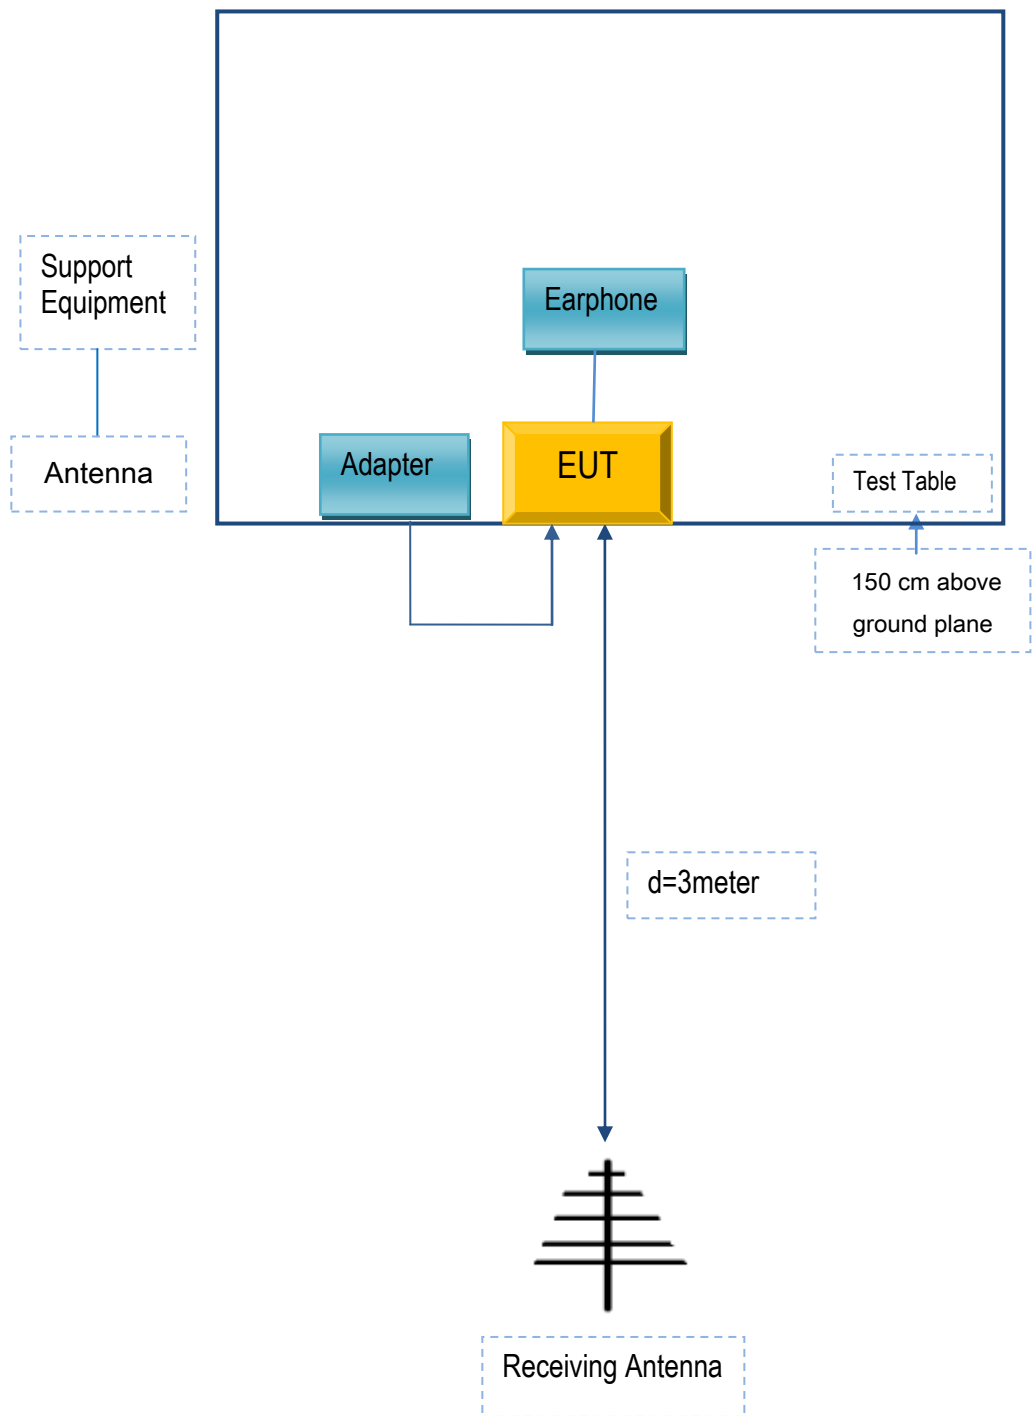 Support
Equipment
Earphone
Antenna
Adapter
EUT
Test Table
150 cm above
ground plane
d=3meter
Receiving Antenna